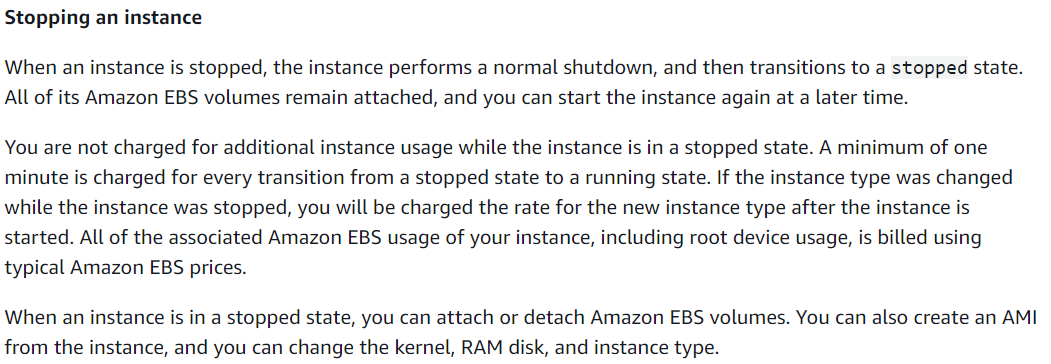 Stopping an instance
When an instance is stopped, the instance performs a normal shutdown, and then transitions to a stopped state.
All of its Amazon EBS volumes remain attached, and you can start the instance again at a later time.
You are not charged for additional instance usage while the instance is in a stopped state. A minimum of one
minute is charged for every transition from a stopped state to a running state. If the instance type was changed
while the instance was stopped, you will be charged the rate for the new instance type after the instance is
started. All of the associated Amazon EBS usage of your instance, including root device usage, is billed using
typical Amazon EBS prices.
When an instance is in a stopped state, you can attach or detach Amazon EBS volumes. You can also create an AMI
from the instance, and you can change the kernel, RAM disk, and instance type.